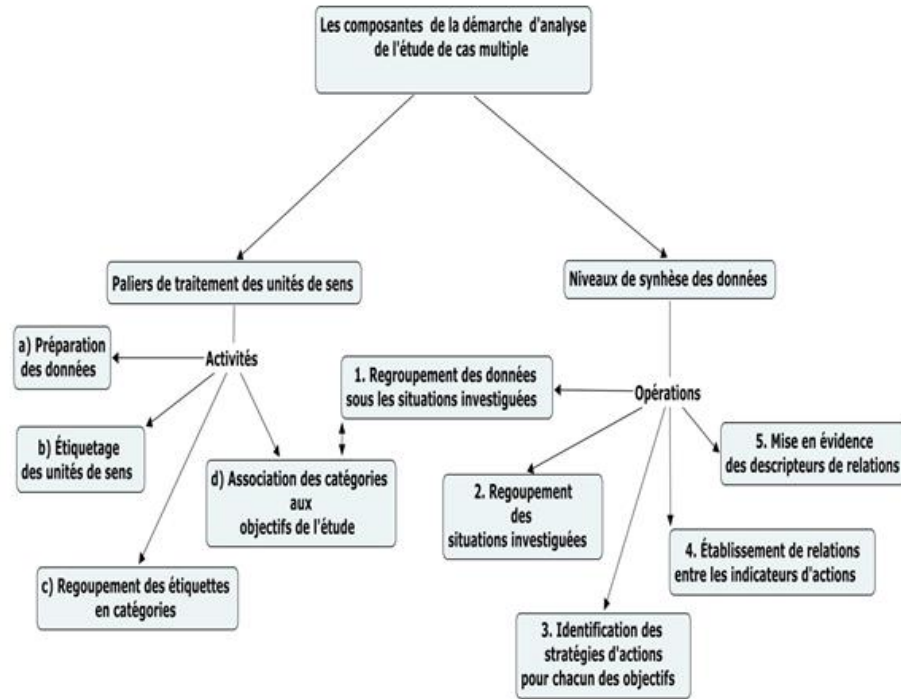 Les composantes de la démarche d'analyse
de l'étude de cas multiple
Paliers de traitement des unités de sens
Niveaux de synhèse des données
a) Préparation
des données
Activités
1. Regroupement des données
sous les situations investiguées
Opérations
b) Étiquetage
des unités de sens
d) Association des catégories
aux
objectifs de l'étude
2. Regoupement
des
situations investiguées
5. Mise en évidence
des descripteurs de relations
c) Regoupement des étiquettes
en catégories
4. Établissement de relations
entre les indicateurs d'actions
3. Identification des
stratégies d'actions
pour chacun des objectifs